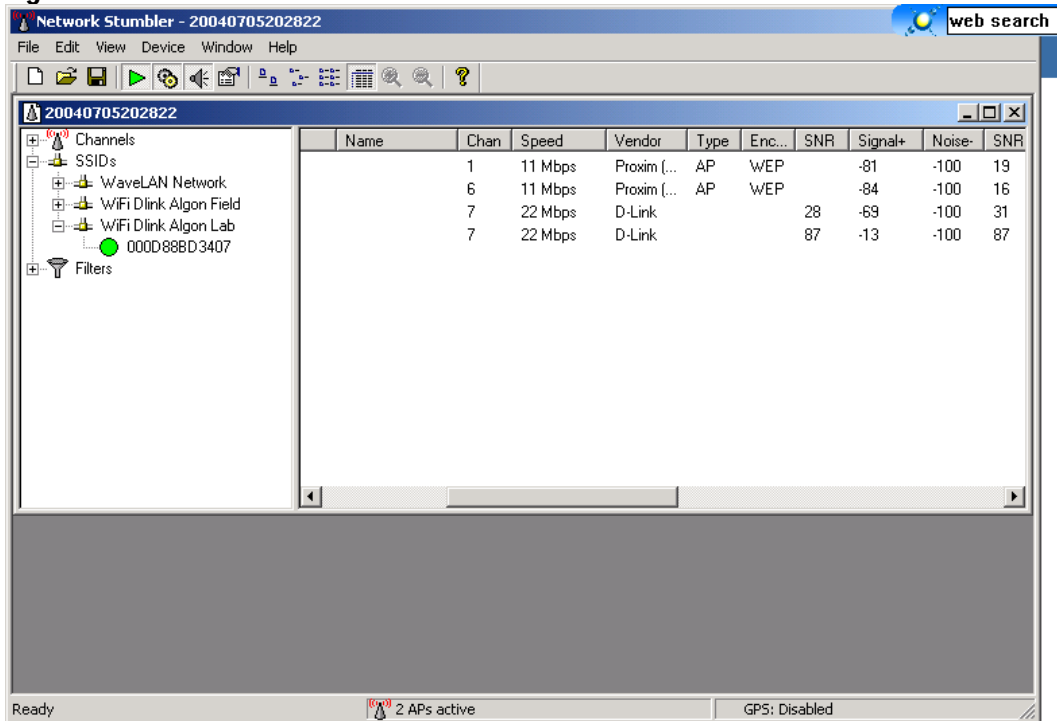 Network Stumbler - 20040705202822
web search
File Edit View Device Window Help
20040705202822
Channels
SSIDs
WaveLAN Network
WiFi Dlink Algon Field
WiFi Dlink Algon Lab
000D88BD3407
Filters
Name Chan Speed Vendor Type Enc... SNR Signal+ Noise- SNR
1 11 Mbps Proxim (... AP WEP -81 -100 19
6 11 Mbps Proxim (... AP WEP -84 -100 16
7 22 Mbps D-Link 28 -69 -100 31
7 22 Mbps D-Link 87 -13 -100 87
Ready 2 APs active GPS: Disabled